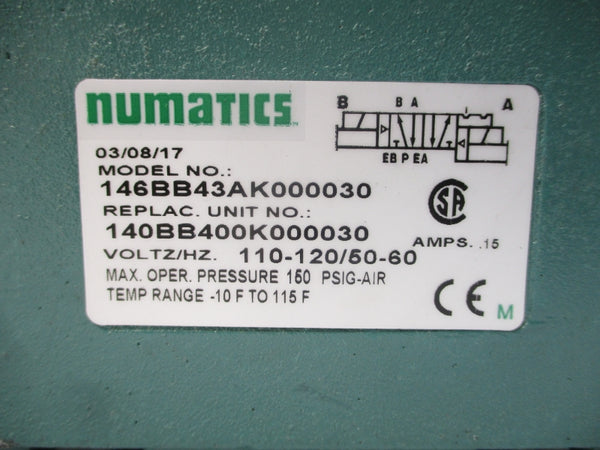 numatics
B B A A
EB P EA
03/08/17
MODEL NO.:
146BB43AK000030
REPLAC. UNIT NO.:
140BB400K000030
AMPS. .15
VOLTZ/HZ. 110-120/50-60
MAX. OPER. PRESSURE 150 PSIG-AIR
TEMP RANGE -10 F TO 115 F
CSA
CE M